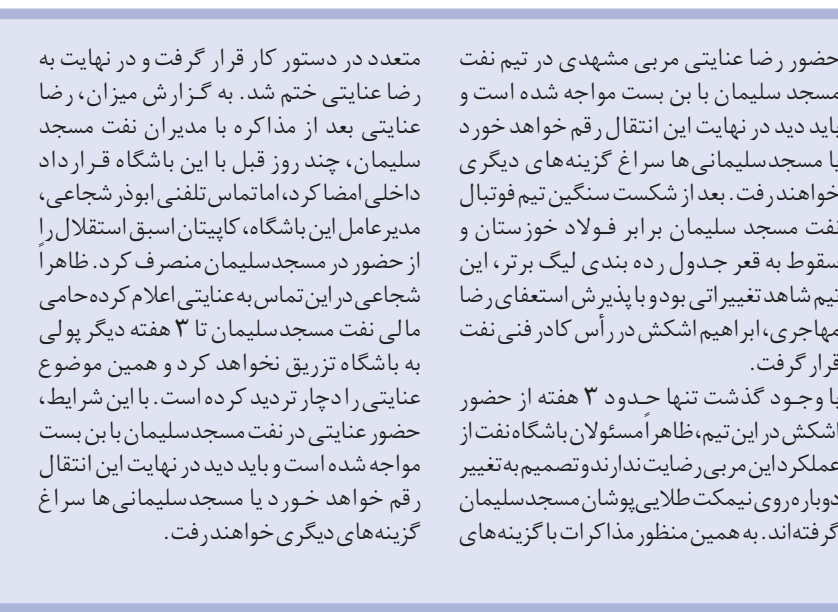 حضور رضا عنایتی مربی مشهدی در تیم نفت
مسجد سلیمان با بن بست مواجه شده است و
باید دید در نهایت این انتقال رقم خواهد خورد
یا مسجدسلیمانی‌ها سراغ گزینه‌های دیگری
خواهند رفت. بعد از شکست سنگین تیم فوتبال
نفت مسجد سلیمان برابر فولاد خوزستان و
سقوط به قعر جدول رده بندی لیگ برتر، این
تیم شاهد تغییراتی بود و با پذیرش استعفای رضا
مهاجری، ابراهیم اشکش در رأس کادر فنی نفت
قرار گرفت.
با وجود گذشت تنها حدود ۳ هفته از حضور
اشکش در این تیم، ظاهراً مسئولان باشگاه نفت از
عملکرد این مربی رضایت ندارند و تصمیم به تغییر
دوباره روی نیمکت طلایی‌پوشان مسجدسلیمان
گرفته‌اند. به همین منظور مذاکرات با گزینه‌های
متعدد در دستور کار قرار گرفت و در نهایت به
رضا عنایتی ختم شد. به گزارش میزان، رضا
عنایتی بعد از مذاکره با مدیران نفت مسجد
سلیمان، چند روز قبل با این باشگاه قرارداد
داخلی امضا کرد، اما تماس تلفنی ابوذر شجاعی،
مدیرعامل این باشگاه، کاپیتان اسبق استقلال را
از حضور در مسجدسلیمان منصرف کرد. ظاهراً
شجاعی در این تماس به عنایتی اعلام کرده حامی
مالی نفت مسجدسلیمان تا ۳ هفته دیگر پولی
به باشگاه تزریق نخواهد کرد و همین موضوع
عنایتی را دچار تردید کرده است. با این شرایط،
حضور عنایتی در نفت مسجدسلیمان با بن بست
مواجه شده است و باید دید در نهایت این انتقال
رقم خواهد خورد یا مسجدسلیمانی‌ها سراغ
گزینه‌های دیگری خواهند رفت.